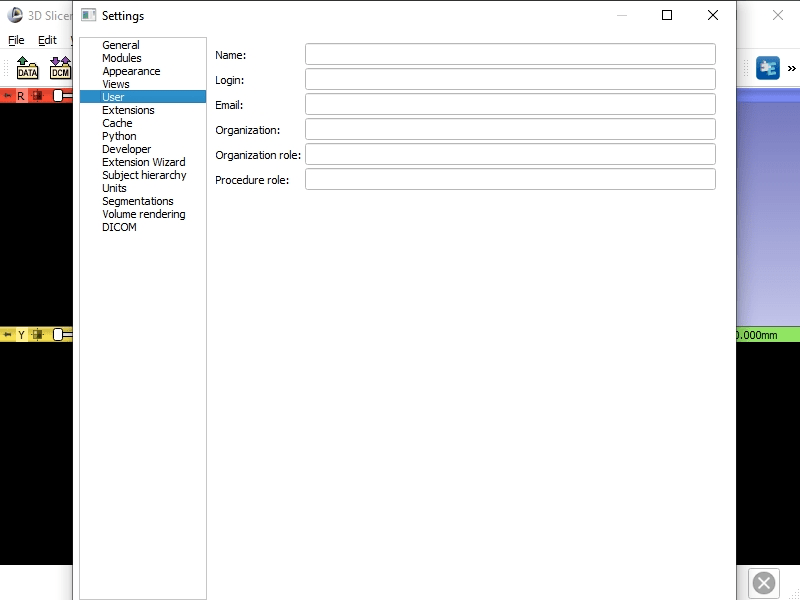 3D Slicer
Settings
File Edit
DATA
DCM
R
Y
General
Modules
Appearance
Views
User
Extensions
Cache
Python
Developer
Extension Wizard
Subject hierarchy
Units
Segmentations
Volume rendering
DICOM
Name:
Login:
Email:
Organization:
Organization role:
Procedure role:
0.000mm